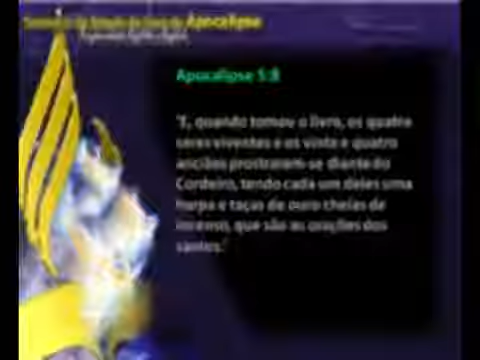 Apocalipse
Apocalipse 5:8
"E, quando tomou o livro, os quatro
seres viventes e os vinte e quatro
anciãos prostraram-se diante do
Cordeiro, tendo cada um deles uma
harpa e taças de ouro cheias de
incenso, que são as orações dos
santos."